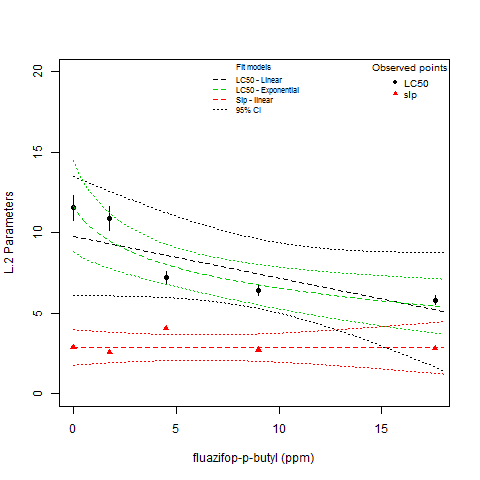 Fit models
LC50 - Linear
LC50 - Exponential
Slp - linear
95% CI
Observed points
LC50
slp
20
15
10
5
0
L.2 Parameters
0 5 10 15
fluazifop-p-butyl (ppm)